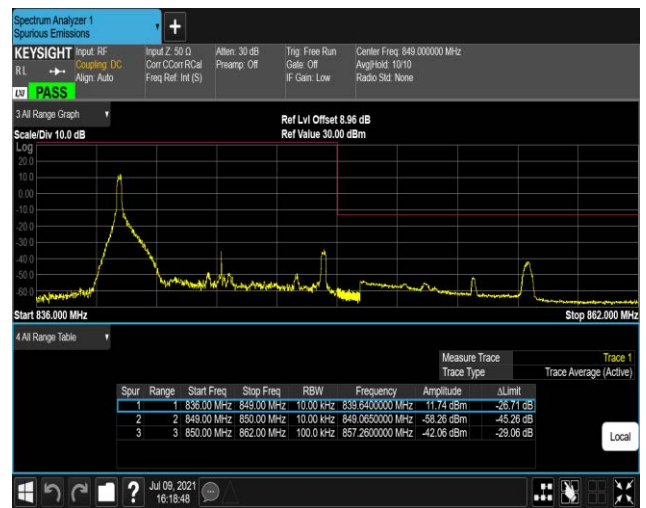 Spectrum Analyzer 1
Spurious Emissions
+
KEYSIGHT Input: RF Input Z: 50 Ω Atten: 30 dB Trig: Free Run Center Freq: 849.000000 MHz
R L Coupling: DC Corr CCorr RCal Preamp: Off Gate: Off Avg|Hold: 10/10
Align: Auto Freq Ref: Int (S) IF Gain: Low Radio Std: None
LXI PASS
3 All Range Graph
Ref Lvl Offset 8.96 dB
Scale/Div 10.0 dB Ref Value 30.00 dBm
Log
20.0
10.0
0.00
-10.0
-20.0
-30.0
-40.0
-50.0
-60.0
Start 836.000 MHz Stop 862.000 MHz
4 All Range Table
Measure Trace Trace 1
Trace Type Trace Average (Active)
Spur Range Start Freq Stop Freq RBW Frequency Amplitude ΔLimit
1 1 836.00 MHz 849.00 MHz 10.00 kHz 839.6400000 MHz 11.74 dBm -26.71 dB
2 2 849.00 MHz 850.00 MHz 10.00 kHz 849.0650000 MHz -58.26 dBm -45.26 dB
3 3 850.00 MHz 862.00 MHz 100.0 kHz 857.2600000 MHz -42.06 dBm -29.06 dB
Local
? Jul 09, 2021
16:18:48